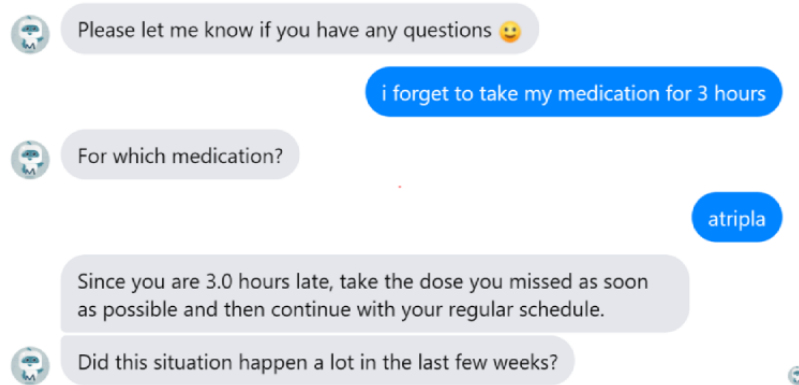 Please let me know if you have any questions 🙂
i forget to take my medication for 3 hours
For which medication?
atripla
Since you are 3.0 hours late, take the dose you missed as soon
as possible and then continue with your regular schedule.
Did this situation happen a lot in the last few weeks?